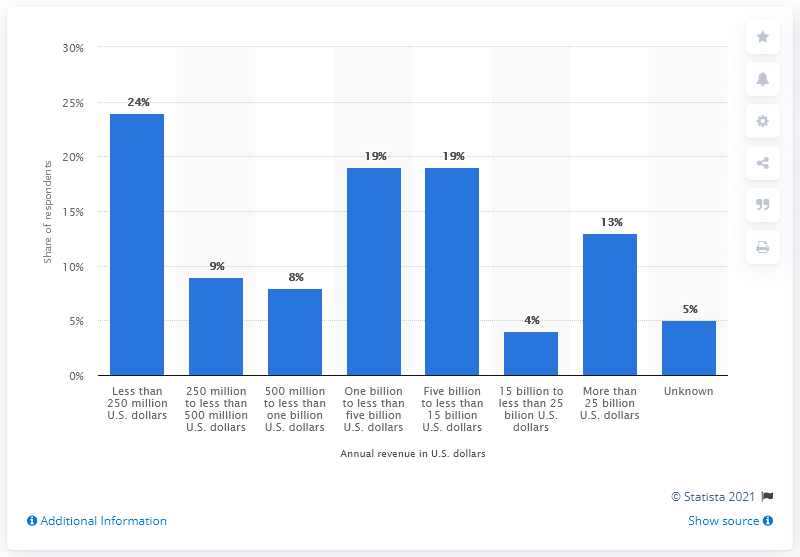 30%
25%
20%
15%
10%
5%
0%
Share of respondents
24%
9%
8%
19%
19%
4%
13%
5%
Less than
250 million
U.S. dollars
250 million
to less than
500 milllion
U.S. dollars
500 million
to less than
one billion
U.S. dollars
One billion
to less than
five billion
U.S. dollars
Five billion
to less than
15 billion
U.S. dollars
15 billion to
less than 25
bilion U.S.
dollars
More than
25 billion
U.S. dollars
Unknown
Annual revenue in U.S. dollars
© Statista 2021
Additional Information
Show source